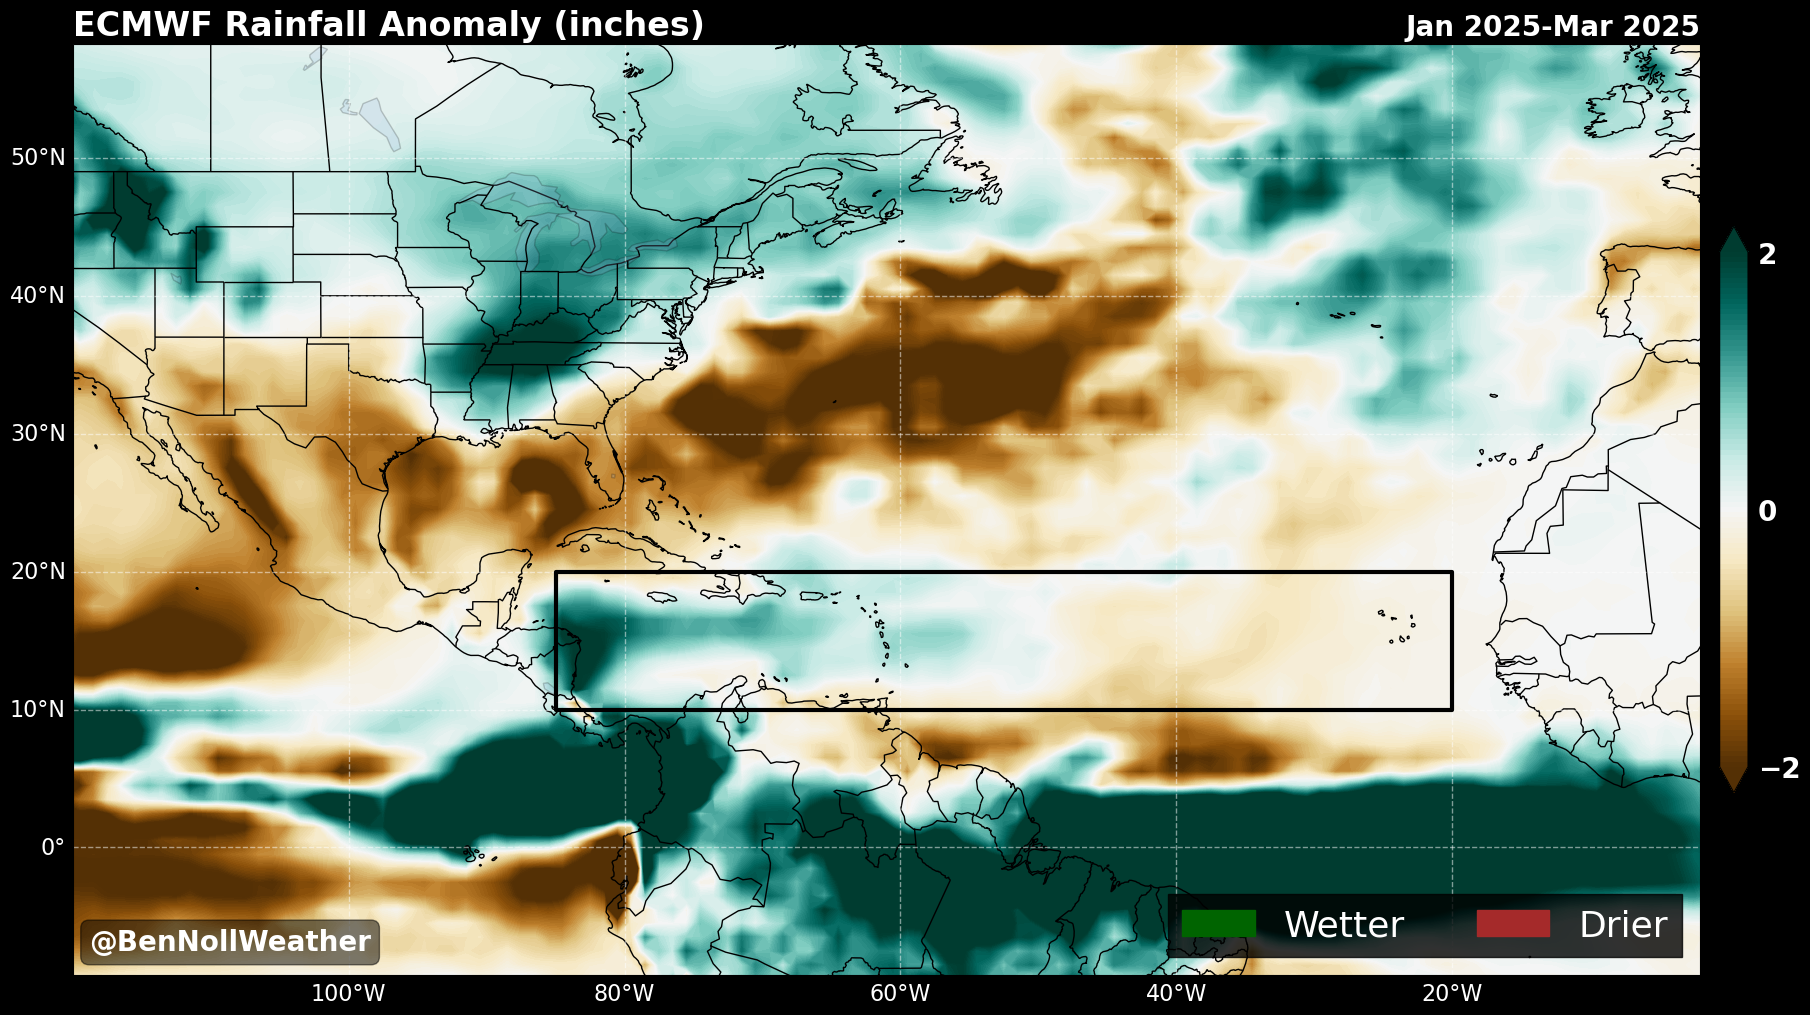 ECMWF Rainfall Anomaly (inches)
Jan 2025-Mar 2025
50°N
40°N
30°N
20°N
10°N
0°
2
0
−2
@BenNollWeather
Wetter
Drier
100°W
80°W
60°W
40°W
20°W